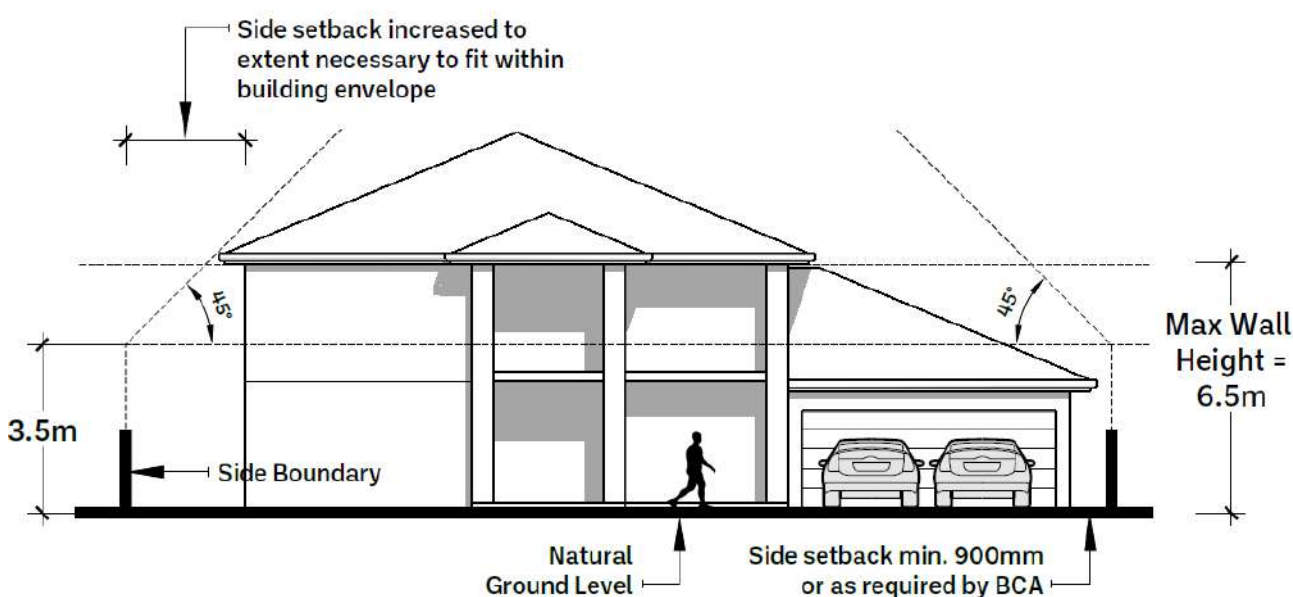 Side setback increased to
extent necessary to fit within
building envelope
45°
45°
Max Wall
Height =
6.5m
3.5m
Side Boundary
Natural
Ground Level
Side setback min. 900mm
or as required by BCA